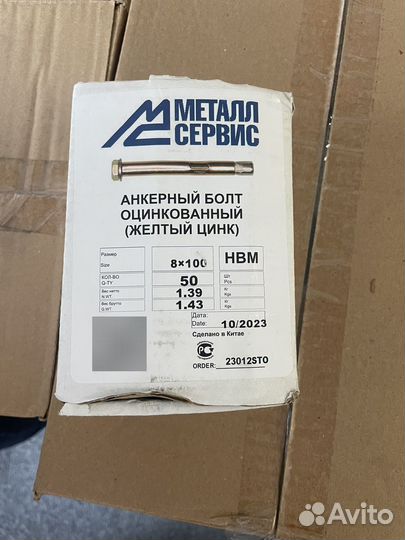 МЕТАЛЛ
СЕРВИС
АНКЕРНЫЙ БОЛТ
ОЦИНКОВАННЫЙ
(ЖЕЛТЫЙ ЦИНК)
Размер
Size 8×100 HBM
КОЛ-ВО
Q-TY 50 Шт
Pcs
Вес нетто
N.WT. 1.39 Кг
Kgs
Вес брутто
G.WT. 1.43 Кг
Kgs
Дата:
Date: 10/2023
Сделано в Китае
ORDER: 23012STO
Avito